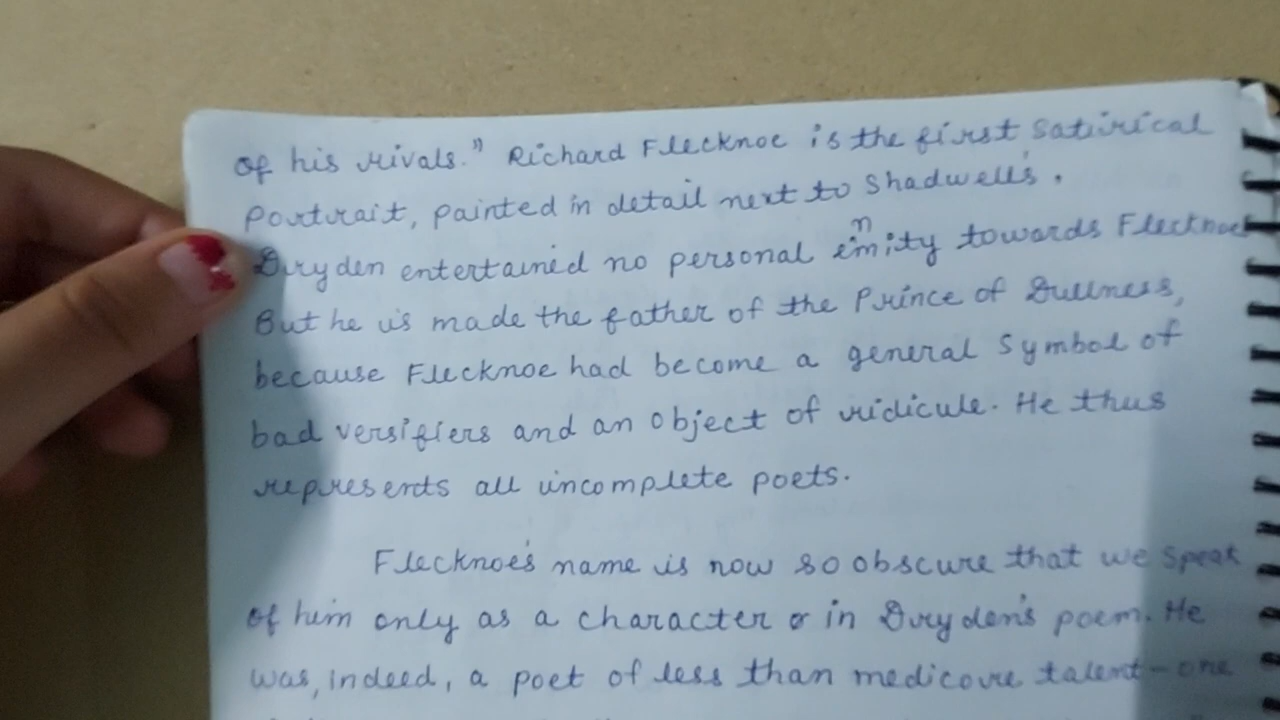 of his rivals." Richard Flecknoe is the first satirical
portrait, painted in detail next to Shadwell's.
Dryden entertained no personal enmity towards Flecknoe
But he is made the father of the Prince of Dullness,
because Flecknoe had become a general symbol of
bad versifiers and an object of ridicule. He thus
represents all incomplete poets.
Flecknoe's name is now so obscure that we speak
of him only as a character or in Dryden's poem. He
was, indeed, a poet of less than medicore talent - one